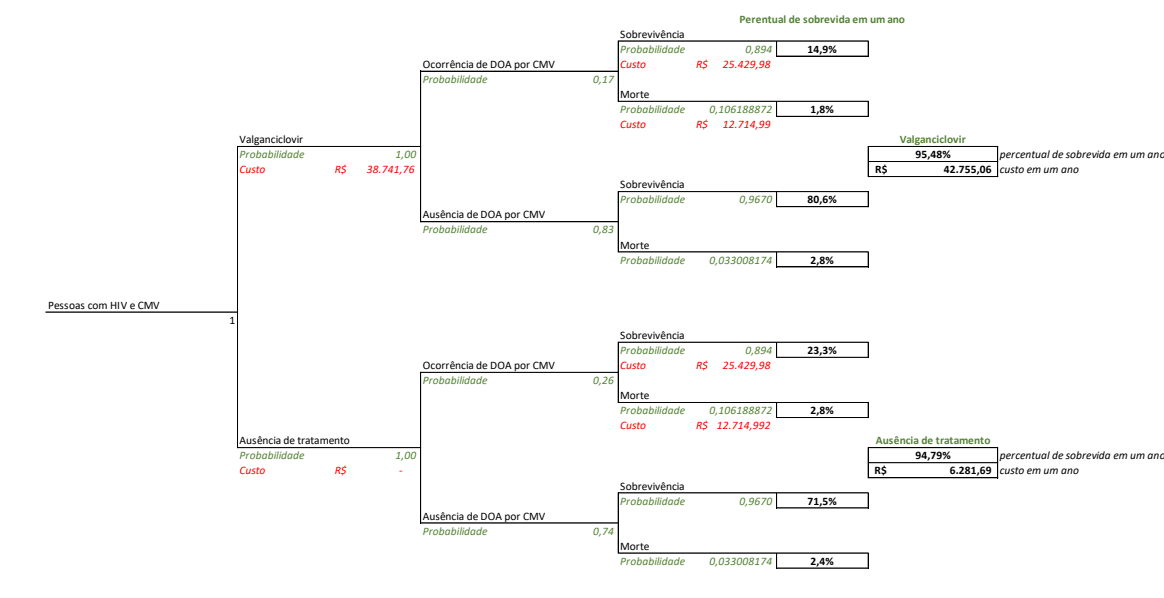 Perentual de sobrevida em um ano
Sobrevivência
Probabilidade 0,894 14,9%
Ocorrência de DOA por CMV Custo R$ 25.429,98
Probabilidade 0,17
Morte
Probabilidade 0,106188872 1,8%
Custo R$ 12.714,99
Valganciclovir Valganciclovir
Probabilidade 1,00 95,48% percentual de sobrevida em um ano
Custo R$ 38.741,76 R$ 42.755,06 custo em um ano
Sobrevivência
Probabilidade 0,9670 80,6%
Ausência de DOA por CMV
Probabilidade 0,83
Morte
Probabilidade 0,033008174 2,8%
Pessoas com HIV e CMV
1
Sobrevivência
Probabilidade 0,894 23,3%
Ocorrência de DOA por CMV Custo R$ 25.429,98
Probabilidade 0,26
Morte
Probabilidade 0,106188872 2,8%
Custo R$ 12.714,992
Ausência de tratamento Ausência de tratamento
Probabilidade 1,00 94,79% percentual de sobrevida em um ano
Custo R$ - R$ 6.281,69 custo em um ano
Sobrevivência
Probabilidade 0,9670 71,5%
Ausência de DOA por CMV
Probabilidade 0,74
Morte
Probabilidade 0,033008174 2,4%